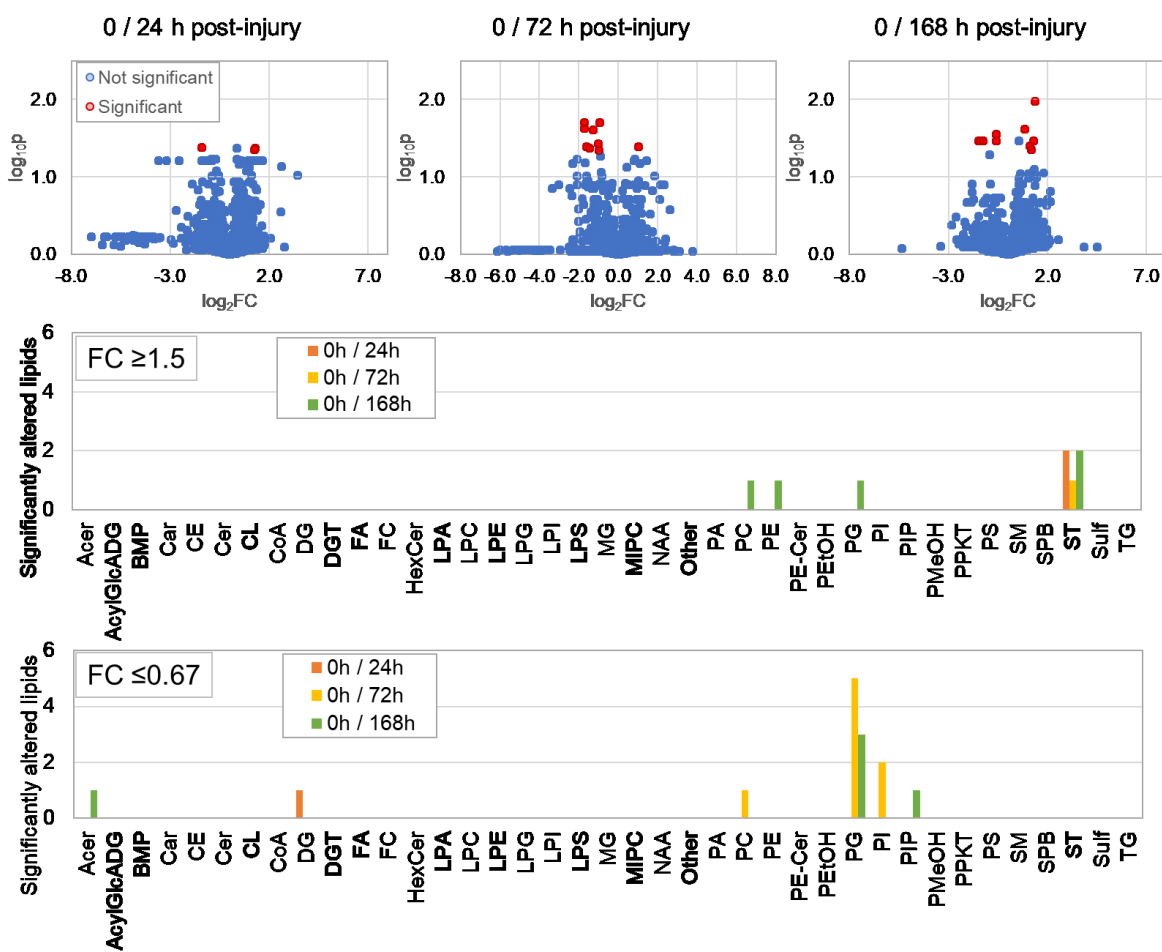 0 / 24 h post-injury
0 / 72 h post-injury
0 / 168 h post-injury
Not significant
Significant
log10p
2.0
1.0
0.0
-8.0 -3.0 2.0 7.0
log2FC
log10p
2.0
1.0
0.0
-8.0 -6.0 -4.0 -2.0 0.0 2.0 4.0 6.0 8.0
log2FC
log10p
2.0
1.0
0.0
-8.0 -3.0 2.0 7.0
log2FC
FC ≥1.5
0h / 24h
0h / 72h
0h / 168h
Significantly altered lipids
6
4
2
0
Acer
AcylGlcADG
BMP
Car
CE
Cer
CL
CoA
DG
DGT
FA
FC
HexCer
LPA
LPC
LPE
LPG
LPI
LPS
MG
MIPC
NAA
Other
PA
PC
PE
PE-Cer
PEtOH
PG
PI
PIP
PMeOH
PPKT
PS
SM
SPB
ST
Sulf
TG
FC ≤0.67
0h / 24h
0h / 72h
0h / 168h
Significantly altered lipids
6
4
2
0
Acer
AcylGlcADG
BMP
Car
CE
Cer
CL
CoA
DG
DGT
FA
FC
HexCer
LPA
LPC
LPE
LPG
LPI
LPS
MG
MIPC
NAA
Other
PA
PC
PE
PE-Cer
PEtOH
PG
PI
PIP
PMeOH
PPKT
PS
SM
SPB
ST
Sulf
TG